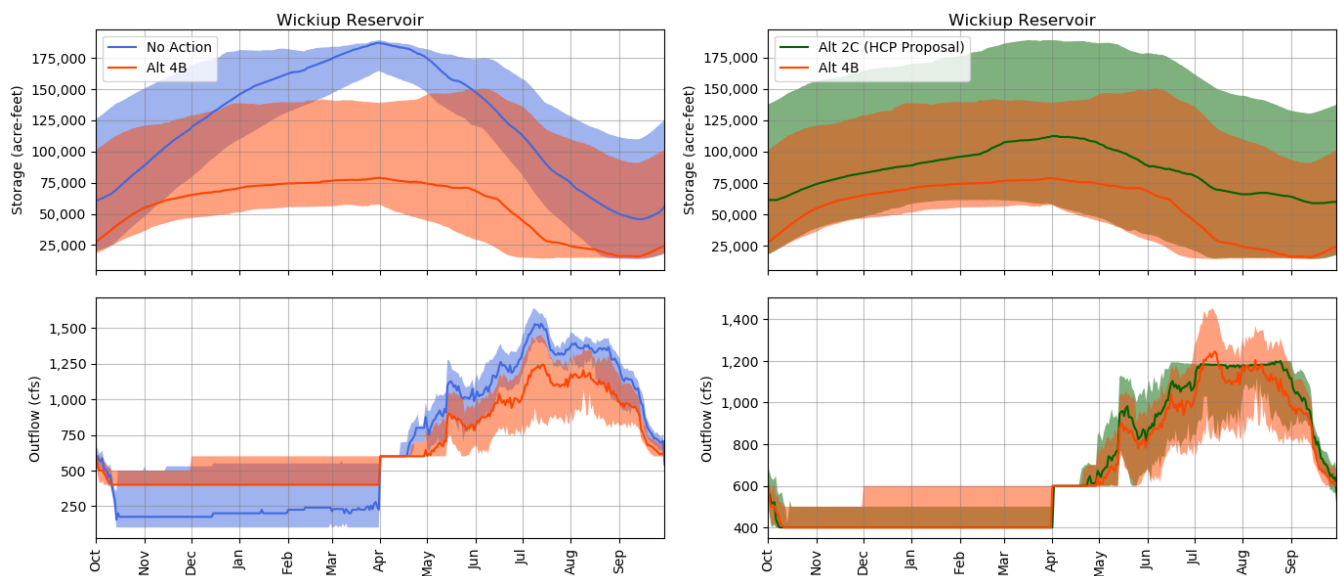 Wickiup Reservoir
No Action
Alt 4B
Storage (acre-feet)
175,000
150,000
125,000
100,000
75,000
50,000
25,000
Outflow (cfs)
1,500
1,250
1,000
750
500
250
Oct
Nov
Dec
Jan
Feb
Mar
Apr
May
Jun
Jul
Aug
Sep
Wickiup Reservoir
Alt 2C (HCP Proposal)
Alt 4B
Storage (acre-feet)
175,000
150,000
125,000
100,000
75,000
50,000
25,000
Outflow (cfs)
1,400
1,200
1,000
800
600
400
Oct
Nov
Dec
Jan
Feb
Mar
Apr
May
Jun
Jul
Aug
Sep